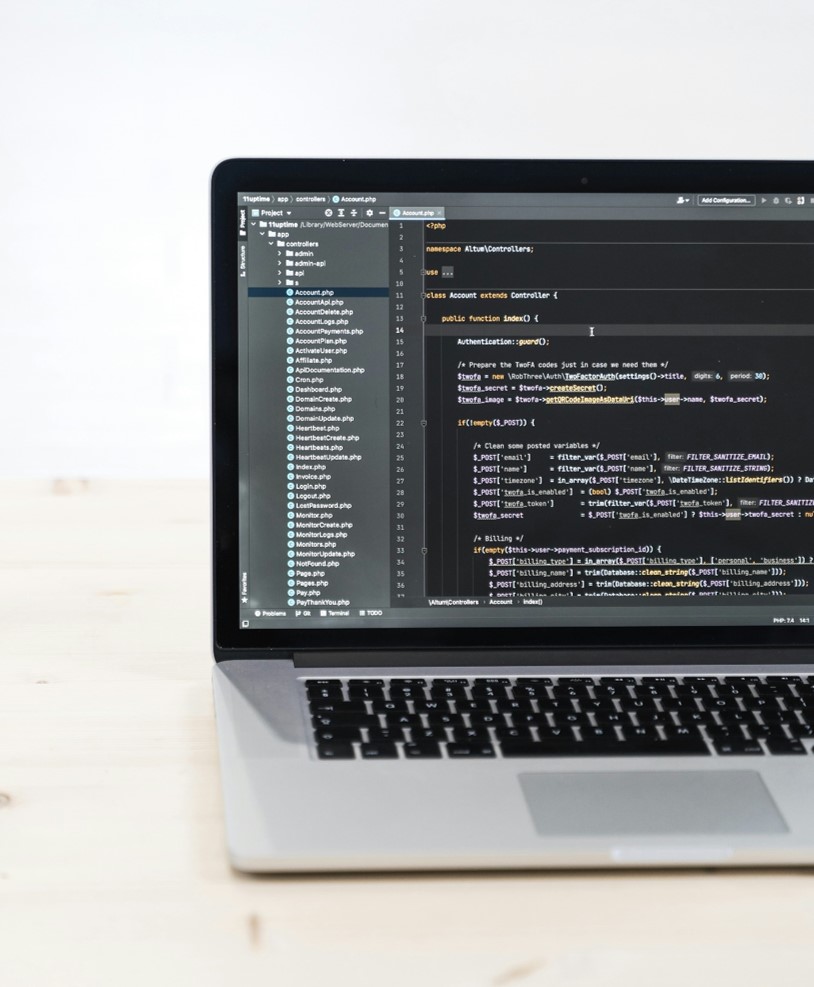 11uptime app controllers Account.php
Add Configuration...
Project
Account.php
Project
Structure
Favorites
11uptime /Library/WebServer/Documen
app
controllers
admin
admin-api
api
s
Account.php
AccountApi.php
AccountDelete.php
AccountLogs.php
AccountPayments.php
AccountPlan.php
ActivateUser.php
Affiliate.php
ApiDocumentation.php
Cron.php
Dashboard.php
DomainCreate.php
Domains.php
DomainUpdate.php
Heartbeat.php
HeartbeatCreate.php
Heartbeats.php
HeartbeatUpdate.php
Index.php
Invoice.php
Login.php
Logout.php
LostPassword.php
Monitor.php
MonitorCreate.php
MonitorLogs.php
Monitors.php
MonitorUpdate.php
NotFound.php
Page.php
Pages.php
Pay.php
PayThankYou.php
1 <?php
2
3 namespace Altum\Controllers;
4
5 use ...
10
11 class Account extends Controller {
12
13 public function index() {
14
15 Authentication::guard();
16
17 /* Prepare the TwoFA codes just in case we need them */
18 $twofa = new \RobThree\Auth\TwoFactorAuth(settings()->title, digits: 6, period: 30);
19 $twofa_secret = $twofa->createSecret();
20 $twofa_image = $twofa->getQRCodeImageAsDataUri($this->user->name, $twofa_secret);
21
22 if(!empty($_POST)) {
23
24 /* Clean some posted variables */
25 $_POST['email'] = filter_var($_POST['email'], filter: FILTER_SANITIZE_EMAIL);
26 $_POST['name'] = filter_var($_POST['name'], filter: FILTER_SANITIZE_STRING);
27 $_POST['timezone'] = in_array($_POST['timezone'], \DateTimeZone::listIdentifiers()) ? Da
28 $_POST['twofa_is_enabled'] = (bool) $_POST['twofa_is_enabled'];
29 $_POST['twofa_token'] = trim(filter_var($_POST['twofa_token'], filter: FILTER_SANITIZ
30 $twofa_secret = $_POST['twofa_is_enabled'] ? $this->user->twofa_secret : nu
31
32 /* Billing */
33 if(empty($this->user->payment_subscription_id)) {
34 $_POST['billing_type'] = in_array($_POST['billing_type'], ['personal', 'business']) ?
35 $_POST['billing_name'] = trim(Database::clean_string($_POST['billing_name']));
36 $_POST['billing_address'] = trim(Database::clean_string($_POST['billing_address']));
\Altum\Controllers Account index()
Problems Git Terminal TODO
PHP: 7.4 14:1